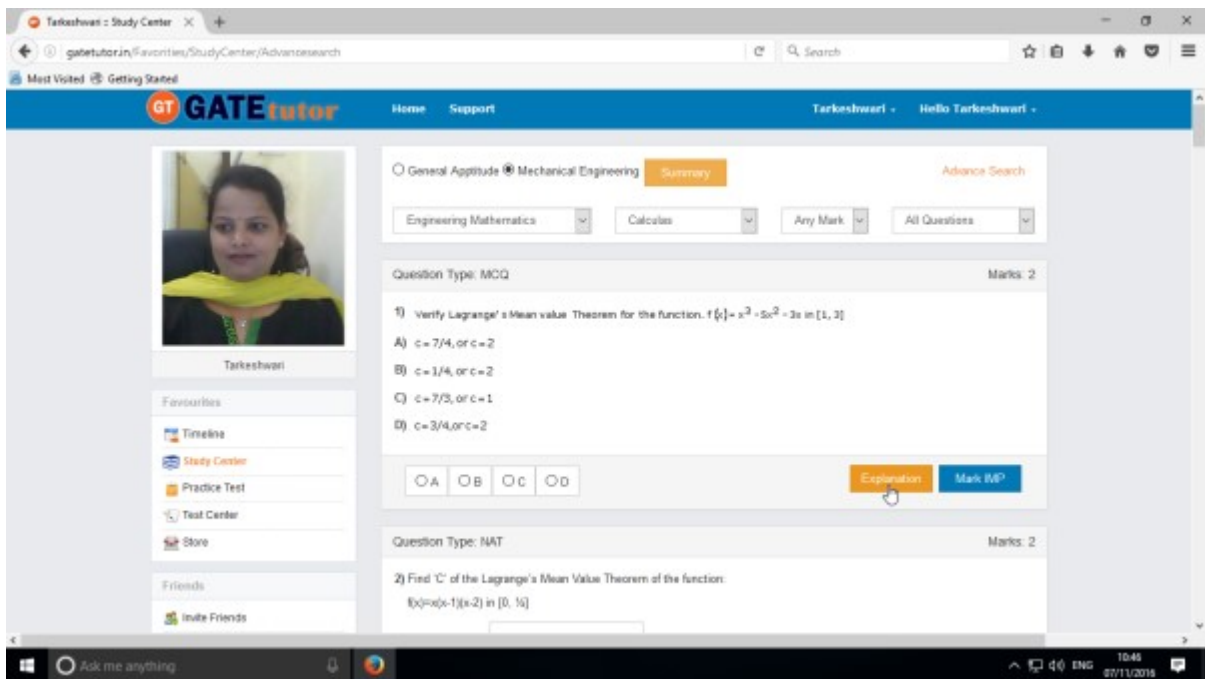 Tarkeshwari :: Study Center
gatetutor.in/Favorities/StudyCenter/Advancesearch
Search
Most Visited Getting Started
GT GATEtutor Home Support Tarkeshwari Hello Tarkeshwari
General Apptitude Mechanical Engineering Summary Advance Search
Engineering Mathematics Calculas Any Mark All Questions
Question Type: MCQ Marks: 2
1) Verify Lagrange's Mean value Theorem for the function. f (x)= x³ -5x² - 3x in [1, 3]
A) c= 7/4, or c=2
B) c=1/4, or c=2
C) c=7/3, or c=1
D) c=3/4,or c=2
A B C D Explanation Mark IMP
Tarkeshwari
Favourites
Timeline
Study Center
Practice Test
Test Center
Store
Friends
Invite Friends
Question Type: NAT Marks: 2
2) Find 'C' of the Lagrange's Mean Value Theorem of the function:
f(x)=x(x-1)(x-2) in [0, ½]
Ask me anything
ENG 10:46
07/11/2016